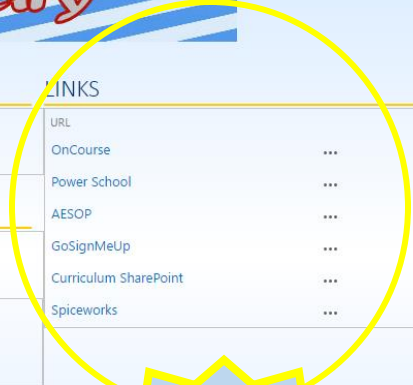 LINKS
URL
OnCourse ...
Power School ...
AESOP ...
GoSignMeUp ...
Curriculum SharePoint ...
Spiceworks ...